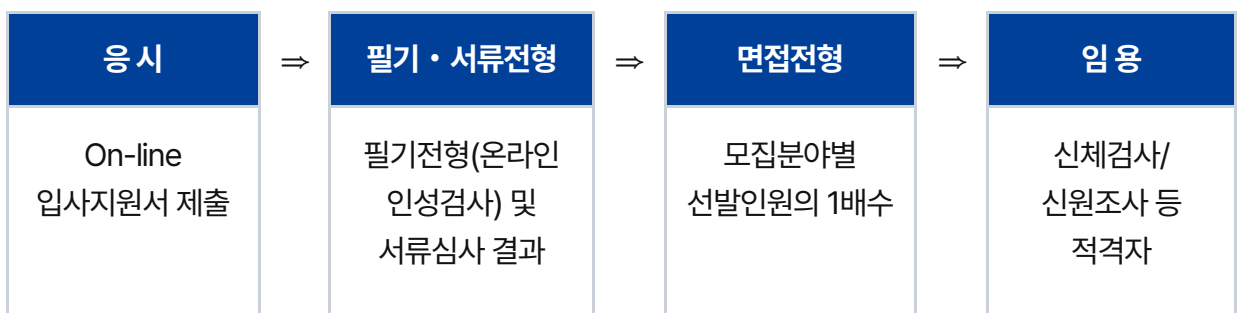 응 시
⇒
필기・서류전형
⇒
면접전형
⇒
임 용
On-line
입사지원서 제출
필기전형(온라인
인성검사) 및
서류심사 결과
모집분야별
선발인원의 1배수
신체검사/
신원조사 등
적격자